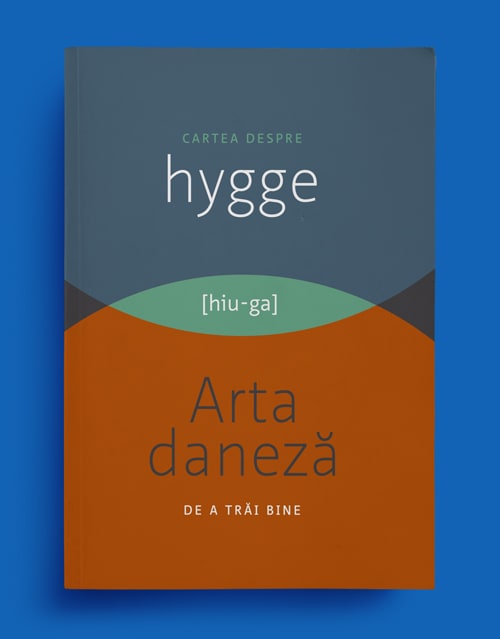 CARTEA DESPRE
hygge
[hiu-ga]
Arta
daneză
DE A TRĂI BINE